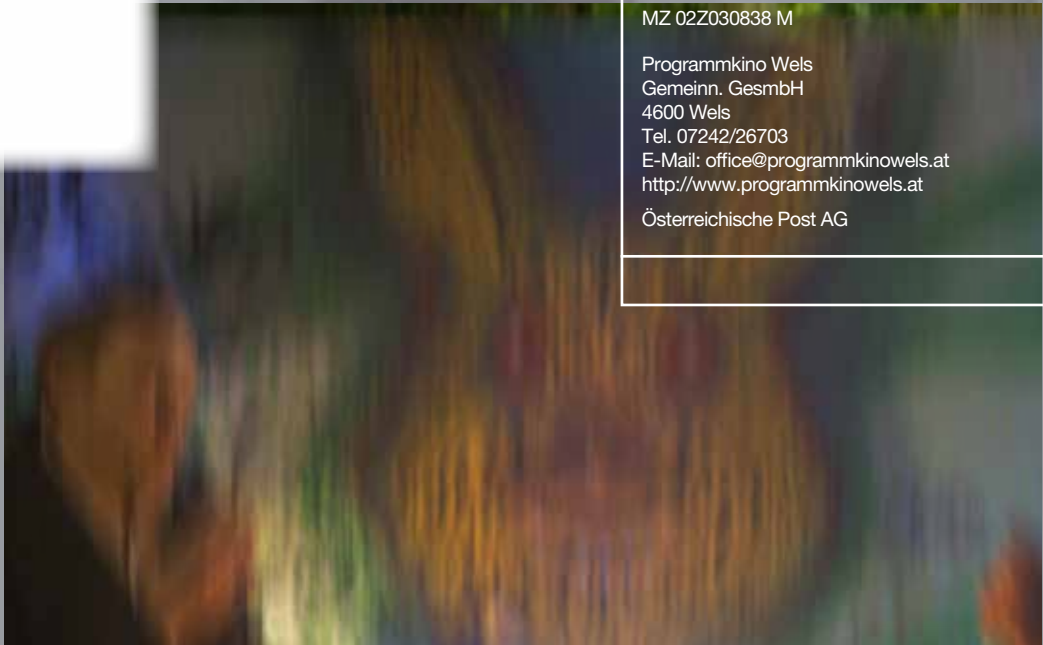 MZ 02Z030838 M
Programmkino Wels
Gemeinn. GesmbH
4600 Wels
Tel. 07242/26703
E-Mail: office@programmkinowels.at
http://www.programmkinowels.at
Österreichische Post AG